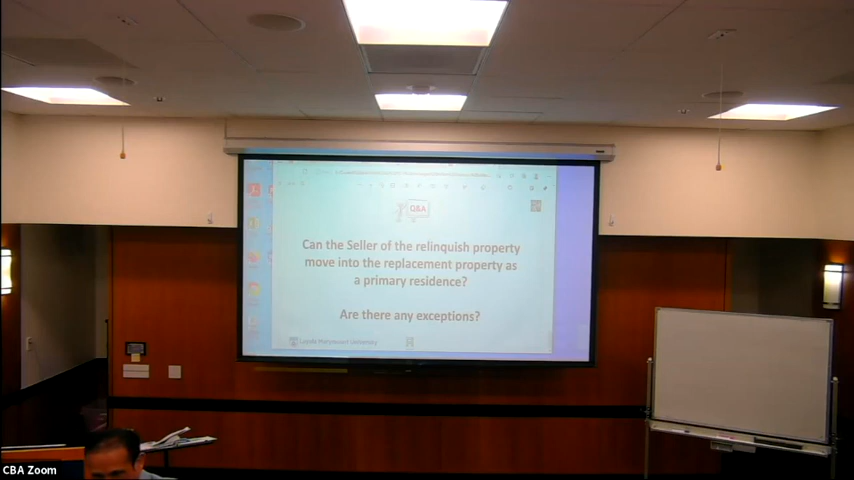 Q&A
Can the Seller of the relinquish property
move into the replacement property as
a primary residence?
Are there any exceptions?
Loyola Marymount University
CBA Zoom